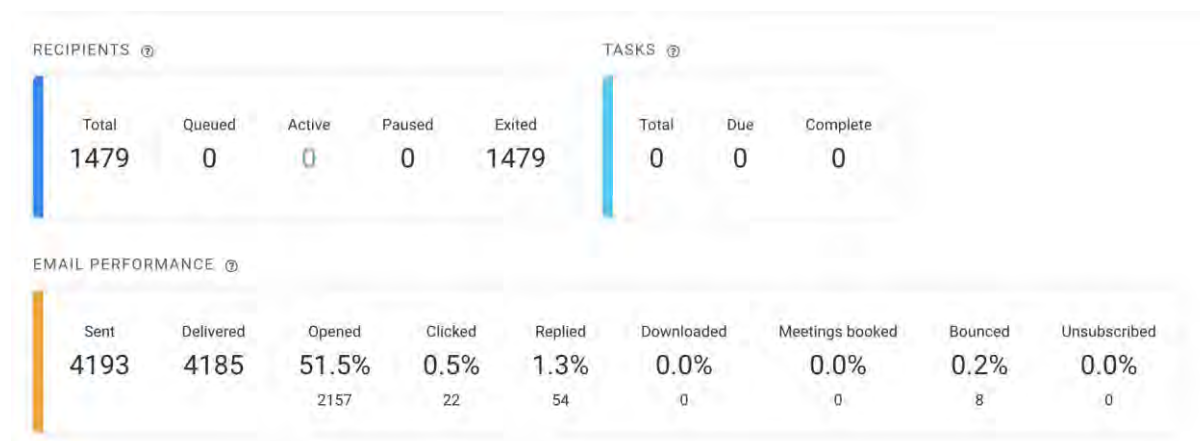 RECIPIENTS ?
TASKS ?
Total Queued Active Paused Exited
1479 0 0 0 1479
Total Due Complete
0 0 0
EMAIL PERFORMANCE ?
Sent Delivered Opened Clicked Replied Downloaded Meetings booked Bounced Unsubscribed
4193 4185 51.5% 0.5% 1.3% 0.0% 0.0% 0.2% 0.0%
2157 22 54 0 0 8 0